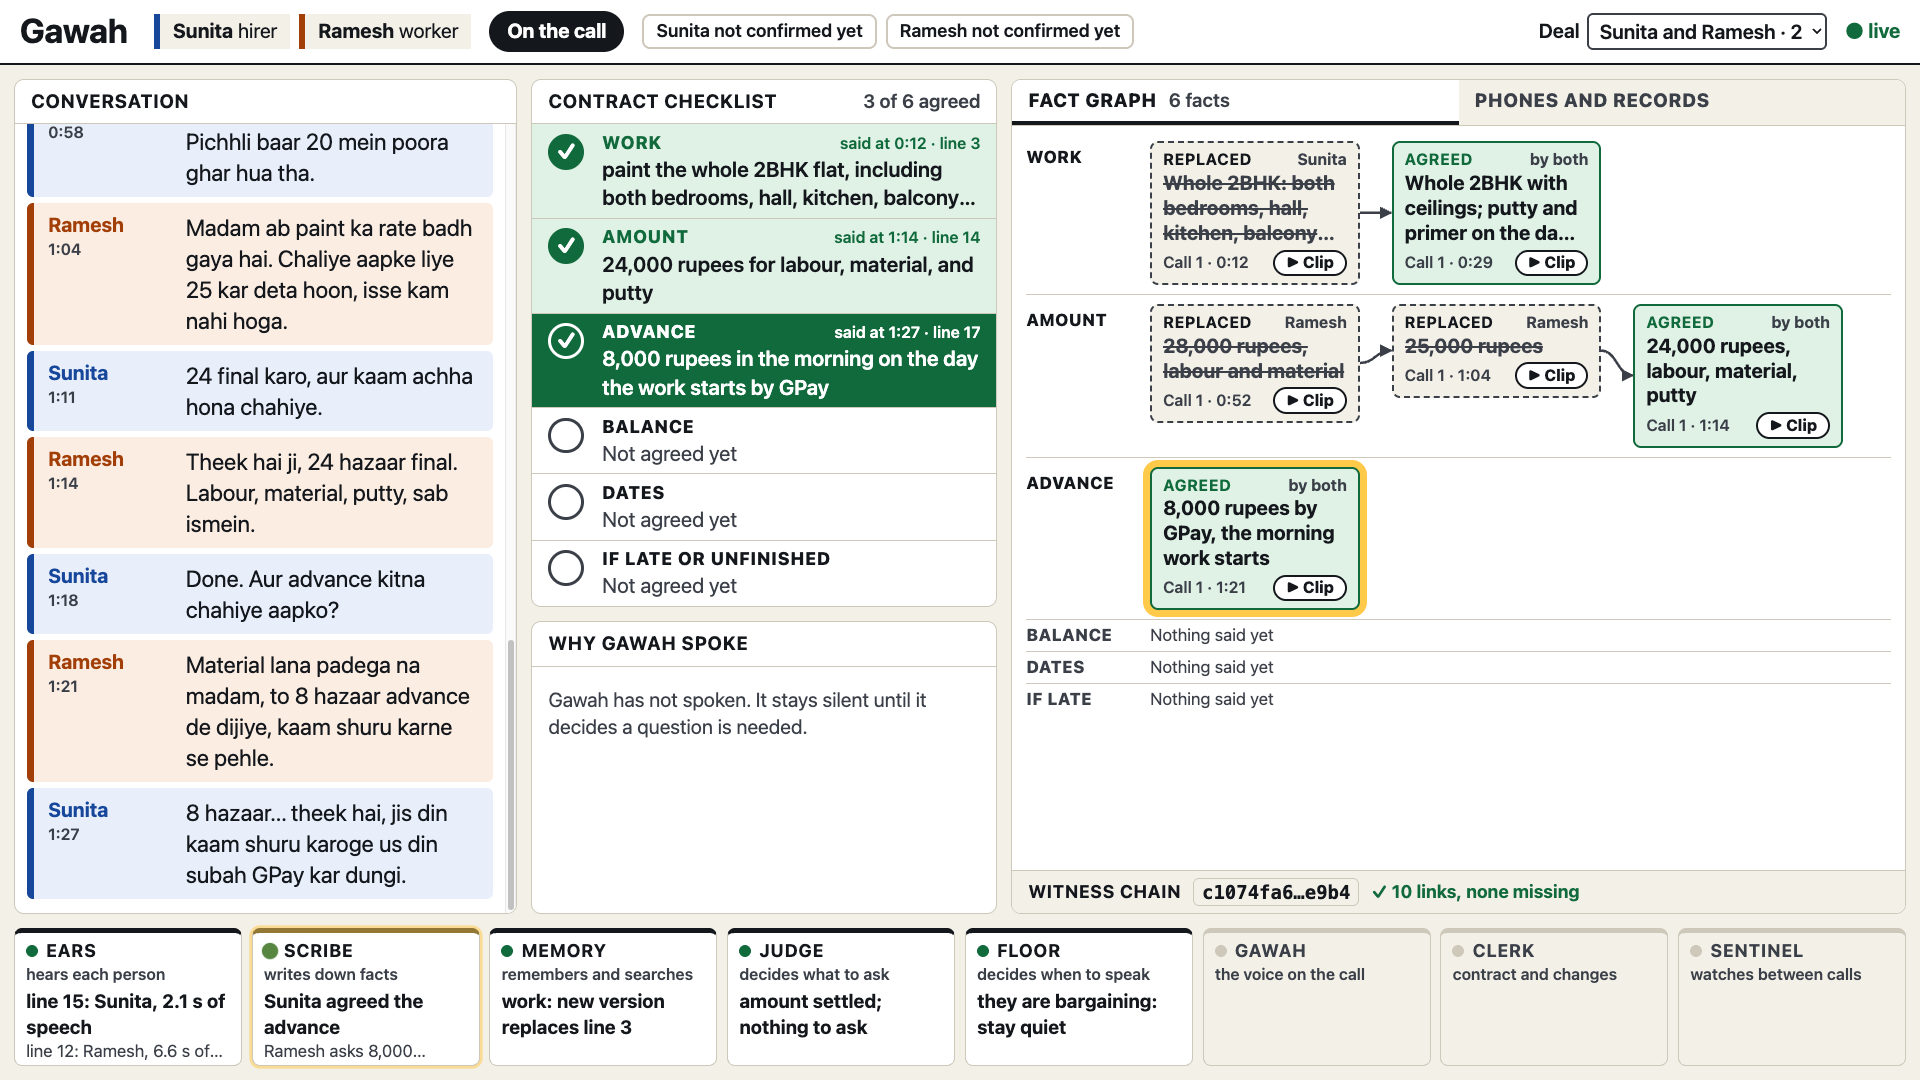 Gawah
Sunita hirer
Ramesh worker
On the call
Sunita not confirmed yet
Ramesh not confirmed yet
Deal
Sunita and Ramesh · 2
live
CONVERSATION
0:58
Pichhli baar 20 mein poora
ghar hua tha.
Ramesh
1:04
Madam ab paint ka rate badh
gaya hai. Chaliye aapke liye
25 kar deta hoon, isse kam
nahi hoga.
Sunita
1:11
24 final karo, aur kaam achha
hona chahiye.
Ramesh
1:14
Theek hai ji, 24 hazaar final.
Labour, material, putty, sab
ismein.
Sunita
1:18
Done. Aur advance kitna
chahiye aapko?
Ramesh
1:21
Material lana padega na
madam, to 8 hazaar advance
de dijiye, kaam shuru karne
se pehle.
Sunita
1:27
8 hazaar... theek hai, jis din
kaam shuru karoge us din
subah GPay kar dungi.
CONTRACT CHECKLIST 3 of 6 agreed
WORK said at 0:12 · line 3
paint the whole 2BHK flat, including
both bedrooms, hall, kitchen, balcony...
AMOUNT said at 1:14 · line 14
24,000 rupees for labour, material, and
putty
ADVANCE said at 1:27 · line 17
8,000 rupees in the morning on the day
the work starts by GPay
BALANCE
Not agreed yet
DATES
Not agreed yet
IF LATE OR UNFINISHED
Not agreed yet
WHY GAWAH SPOKE
Gawah has not spoken. It stays silent until it
decides a question is needed.
FACT GRAPH 6 facts
PHONES AND RECORDS
WORK
REPLACED Sunita
Whole 2BHK: both
bedrooms, hall,
kitchen, balcony...
Call 1 · 0:12 Clip
AGREED by both
Whole 2BHK with
ceilings; putty and
primer on the da...
Call 1 · 0:29 Clip
AMOUNT
REPLACED Ramesh
28,000 rupees,
labour and material
Call 1 · 0:52 Clip
REPLACED Ramesh
25,000 rupees
Call 1 · 1:04 Clip
AGREED by both
24,000 rupees,
labour, material,
putty
Call 1 · 1:14 Clip
ADVANCE
AGREED by both
8,000 rupees by
GPay, the morning
work starts
Call 1 · 1:21 Clip
BALANCE Nothing said yet
DATES Nothing said yet
IF LATE Nothing said yet
WITNESS CHAIN c1074fa6…e9b4 ✓ 10 links, none missing
EARS
hears each person
line 15: Sunita, 2.1 s of
speech
line 12: Ramesh, 6.6 s of...
SCRIBE
writes down facts
Sunita agreed the
advance
Ramesh asks 8,000...
MEMORY
remembers and searches
work: new version
replaces line 3
JUDGE
decides what to ask
amount settled;
nothing to ask
FLOOR
decides when to speak
they are bargaining:
stay quiet
GAWAH
the voice on the call
CLERK
contract and changes
SENTINEL
watches between calls